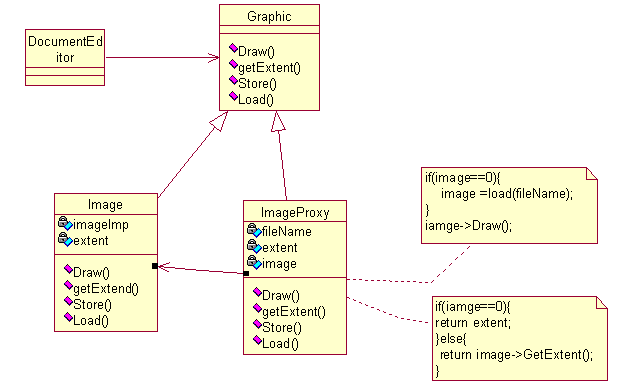 Graphic
Draw()
getExtent()
Store()
Load()
DocumentEd
itor
Image
imageImp
extent
Draw()
getExtend()
Store()
Load()
ImageProxy
fileName
extent
image
Draw()
getExtent()
Store()
Load()
if(image==0){
image =load(fileName);
}
iamge->Draw();
if(iamge==0){
return extent;
}else{
return image->GetExtent();
}